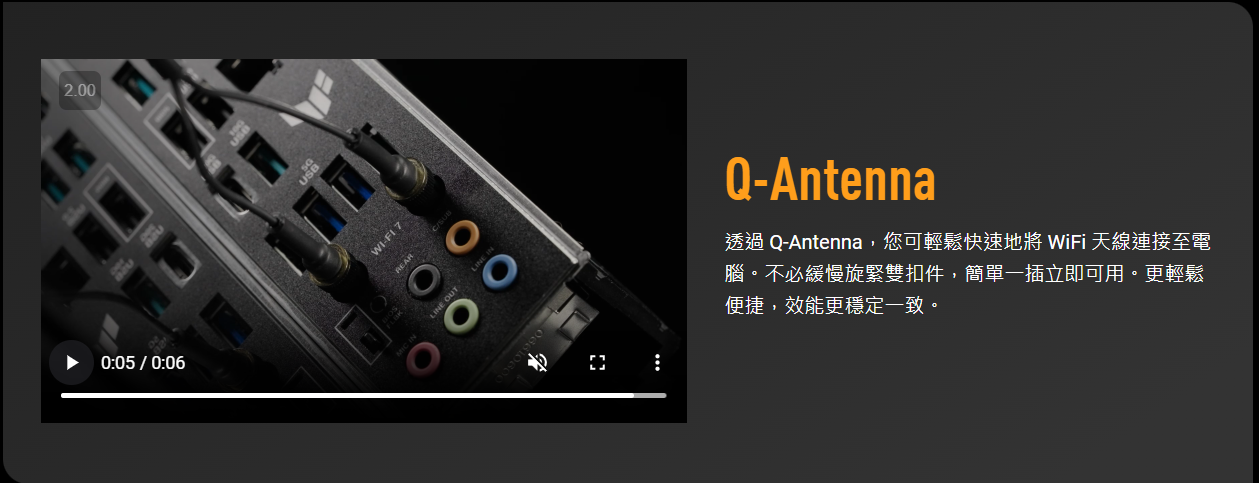 2.00
5G
USB
WI-FI 7
REAR
LINE IN
LINE OUT
MIC IN
0:05 / 0:06
Q-Antenna
透過 Q-Antenna，您可輕鬆快速地將 WiFi 天線連接至電
腦。不必緩慢旋緊雙扣件，簡單一插立即可用。更輕鬆
便捷，效能更穩定一致。